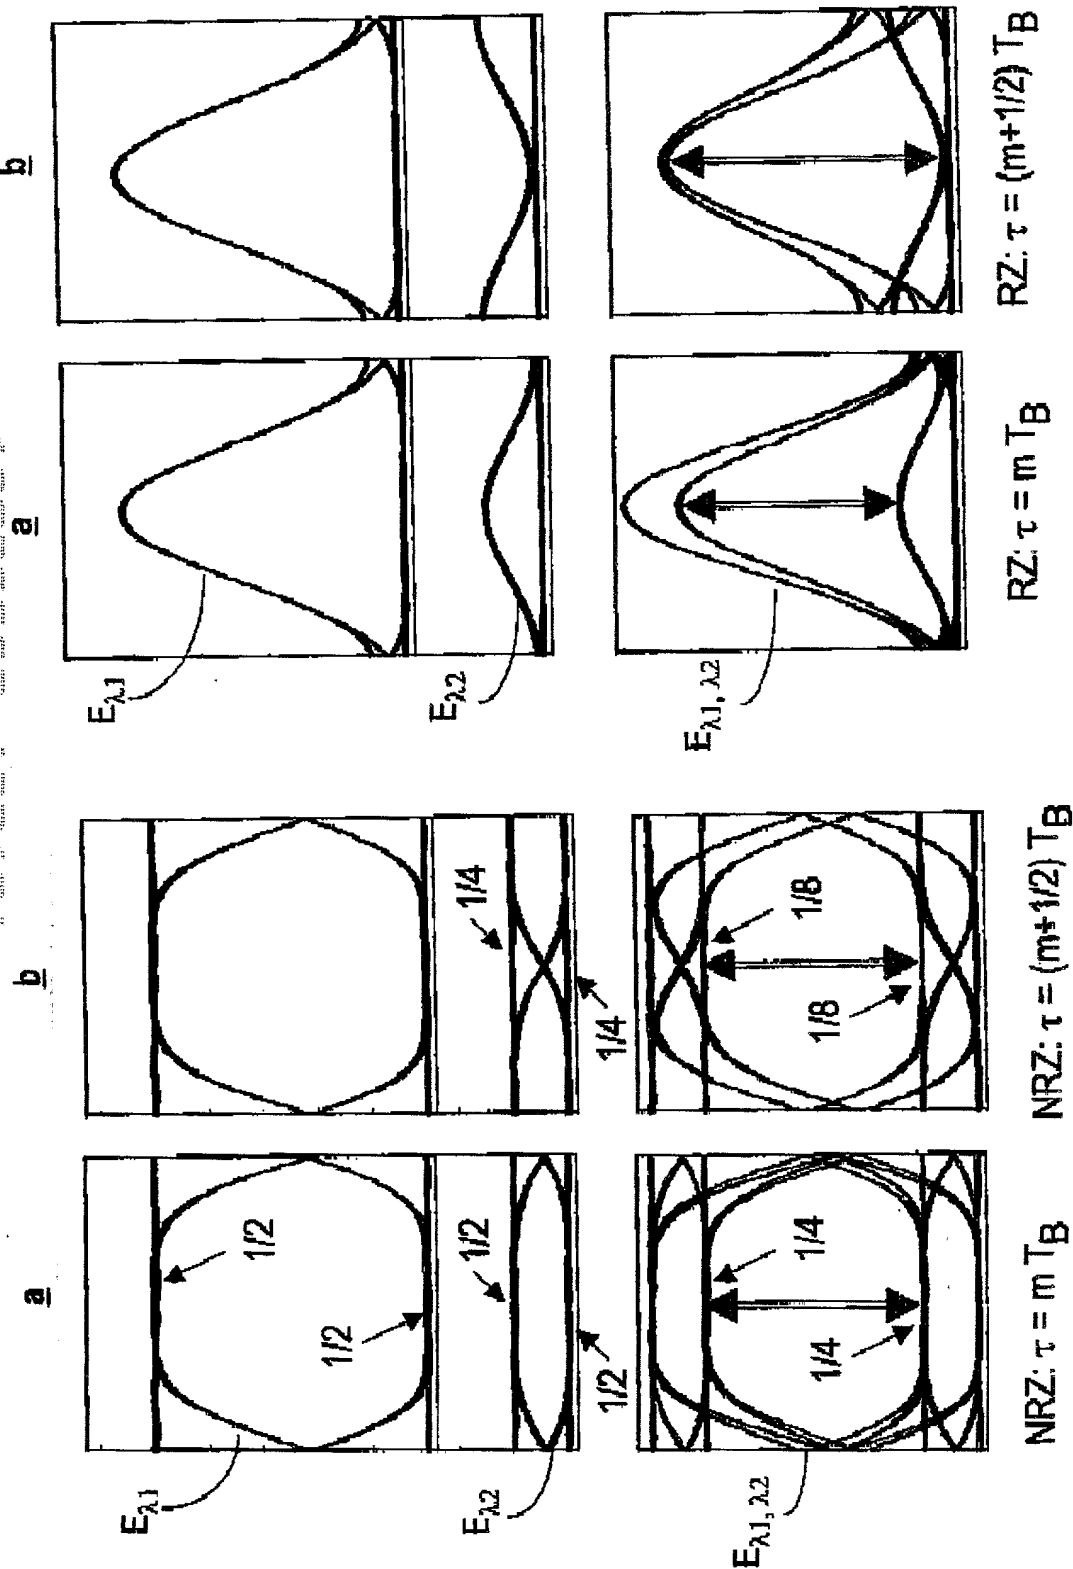 a
b
a
b
Eλ1
1/2
1/2
Eλ1
Eλ2
1/2
1/2
1/4
1/4
Eλ2
Eλ1, λ2
1/4
1/4
1/8
1/8
Eλ1, λ2
NRZ: τ = m TB
NRZ: τ = (m+1/2) TB
RZ: τ = m TB
RZ: τ = (m+1/2) TB